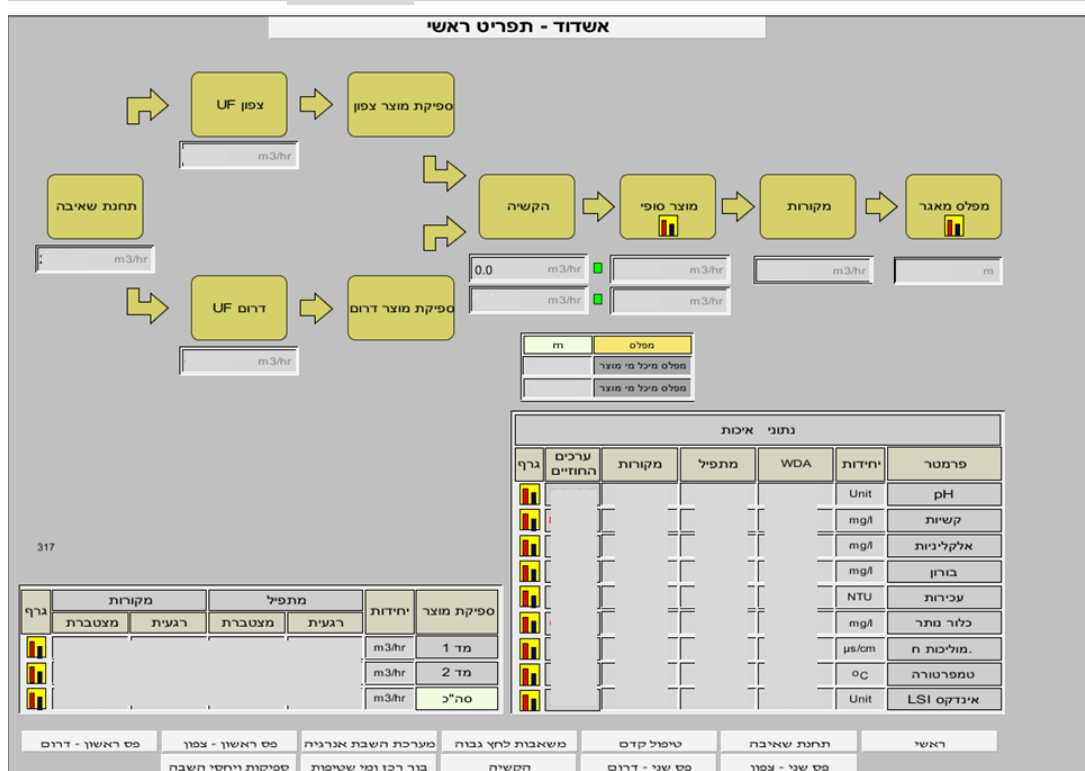 אשדוד - תפריט ראשי
צפון UF
ספיקת מוצר צפון
m3/hr
תחנת שאיבה
הקשיה
מוצר סופי
מקורות
מפלס מאגר
m3/hr
0.0 m3/hr
m3/hr
m3/hr
m
m3/hr
m3/hr
דרום UF
ספיקת מוצר דרום
m3/hr
מפלס m
מפלס מיכל מי מוצר
מפלס מיכל מי מוצר
נתוני איכות
פרמטר יחידות WDA מתפיל מקורות ערכים החוזיים גרף
pH Unit
קשיות mg/l
אלקליניות mg/l
בורון mg/l
עכירות NTU
כלור נותר mg/l
מוליכות ח. µs/cm
טמפרטורה °C
אינדקס LSI Unit
317
ספיקת מוצר יחידות מתפיל מקורות גרף
רגעית מצטברת רגעית מצטברת
מד 1 m3/hr
מד 2 m3/hr
סה"כ m3/hr
ראשי תחנת שאיבה טיפול קדם משאבות לחץ גבוה מערכת השבת אנרגיה פס ראשון - צפון פס ראשון - דרום
פס שני - צפון פס שני - דרום הקשיה בור רכז ומי שטיפות ספיקות ויחסי השבה